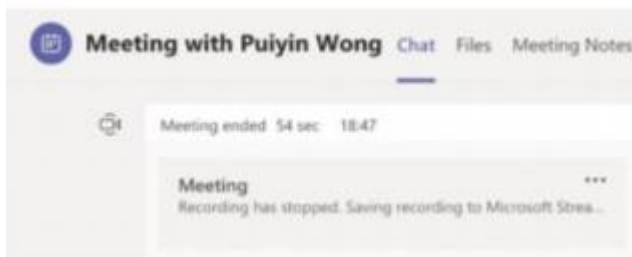 Meeting with Puiyin Wong Chat Files Meeting Notes
Meeting ended 54 sec 18:47
Meeting
Recording has stopped. Saving recording to Microsoft Strea...